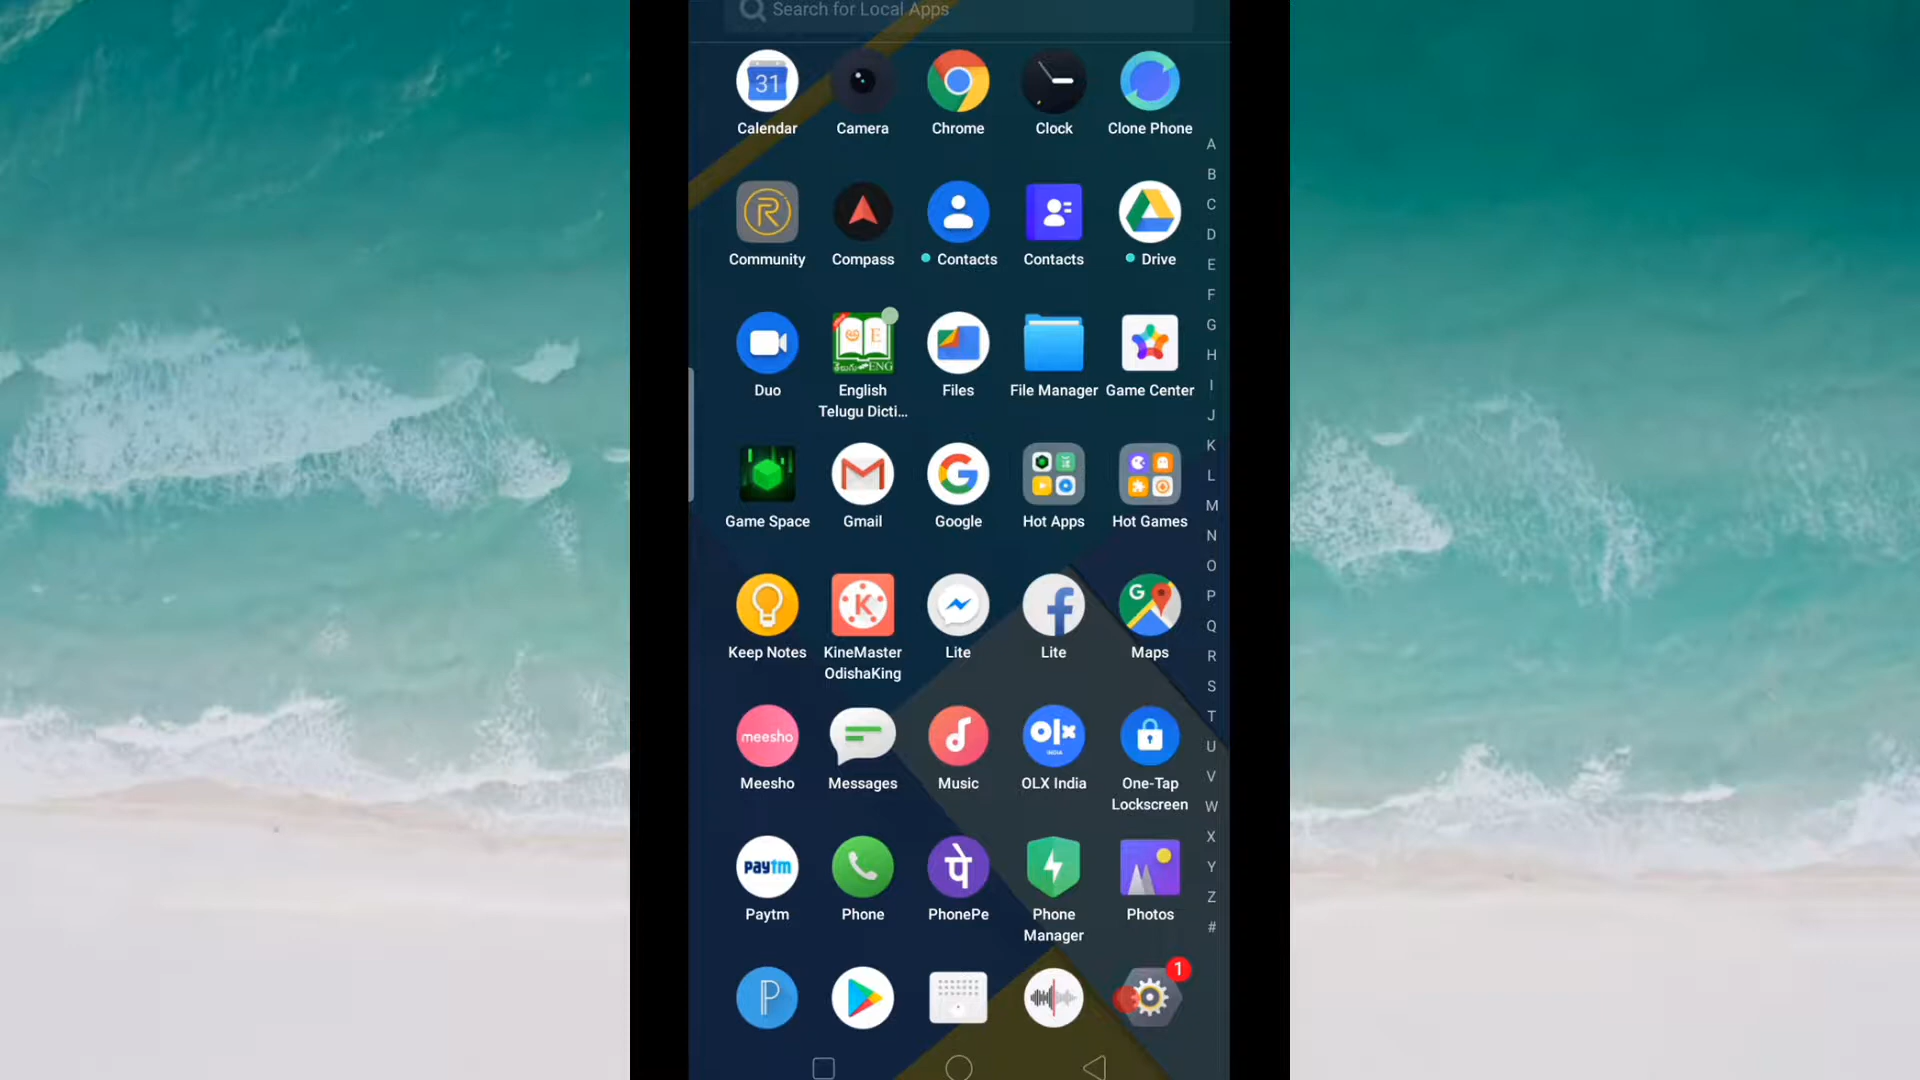 Search for Local Apps
31
Calendar Camera Chrome Clock Clone Phone
Community Compass Contacts Contacts Drive
అ E
తెలుగు ENG
Duo English Files File Manager Game Center
Telugu Dicti...
Game Space Gmail Google Hot Apps Hot Games
Keep Notes KineMaster Lite Lite Maps
OdishaKing
meesho olx
INDIA
Meesho Messages Music OLX India One-Tap
Lockscreen
paytm पे
Paytm Phone PhonePe Phone Photos
Manager
1
A
B
C
D
E
F
G
H
I
J
K
L
M
N
O
P
Q
R
S
T
U
V
W
X
Y
Z
#